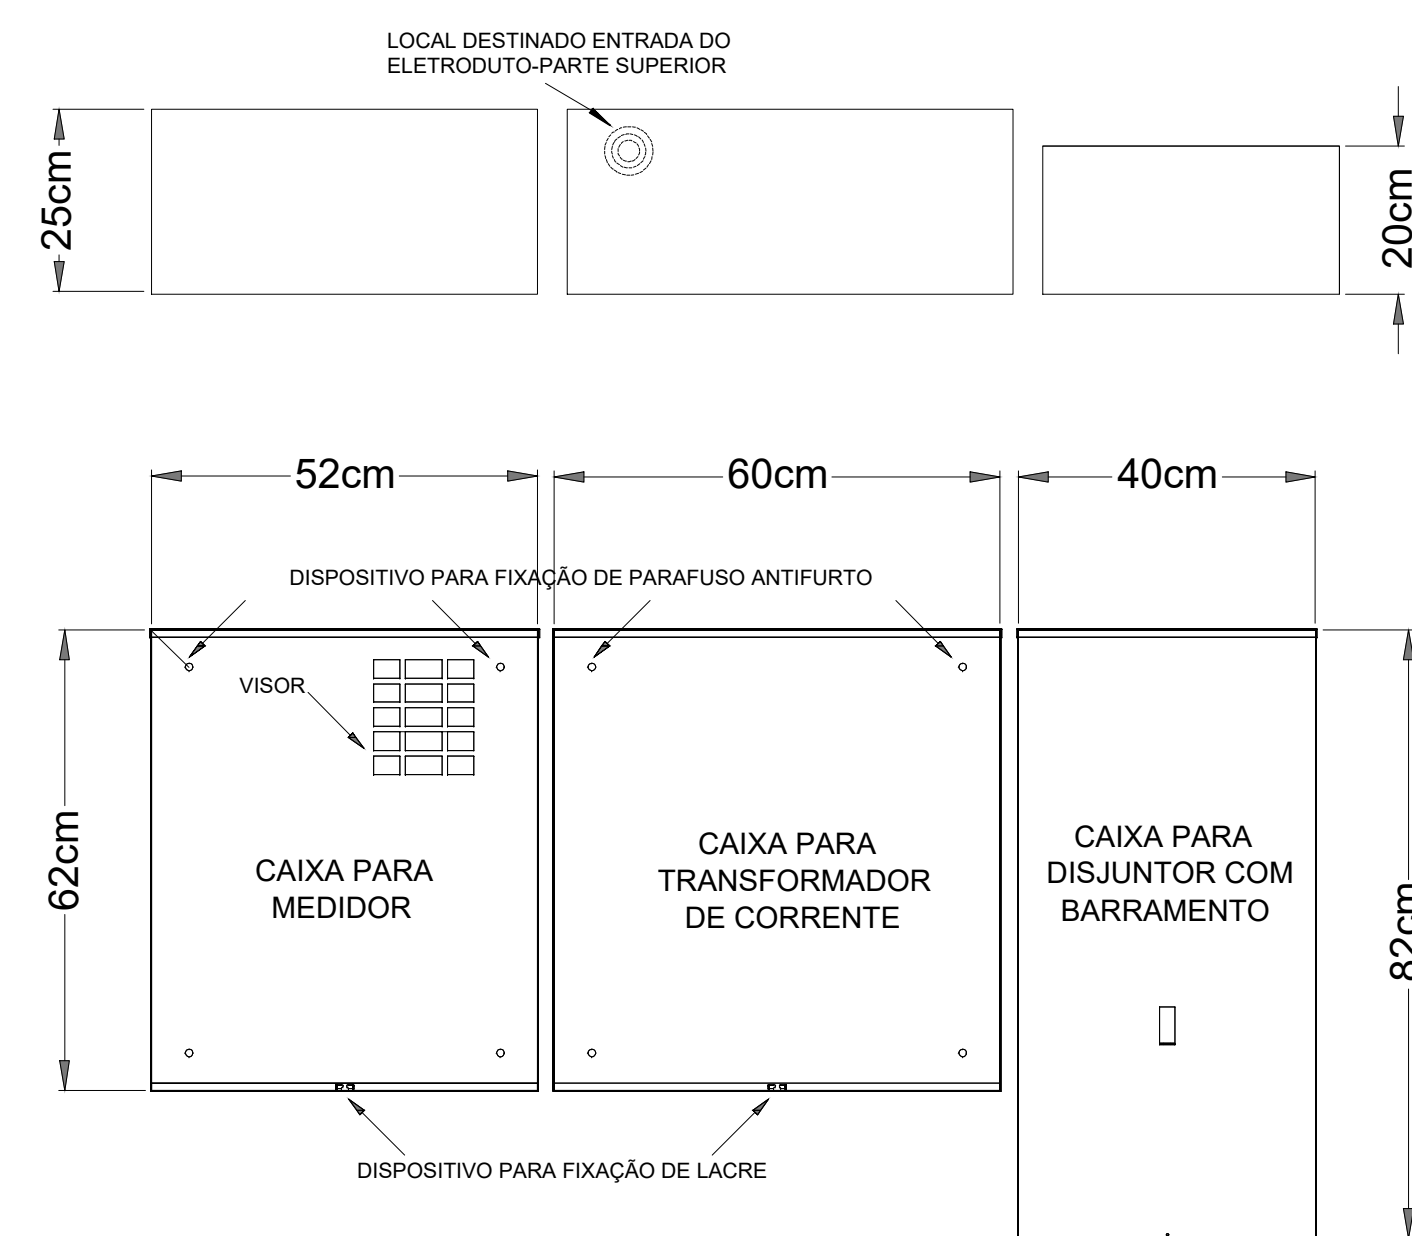 LOCAL DESTINADO ENTRADA DO
ELETRODUTO-PARTE SUPERIOR
25cm
20cm
52cm
60cm
40cm
DISPOSITIVO PARA FIXAÇÃO DE PARAFUSO ANTIFURTO
VISOR
62cm
CAIXA PARA
MEDIDOR
CAIXA PARA
TRANSFORMADOR
DE CORRENTE
CAIXA PARA
DISJUNTOR COM
BARRAMENTO
82cm
DISPOSITIVO PARA FIXAÇÃO DE LACRE